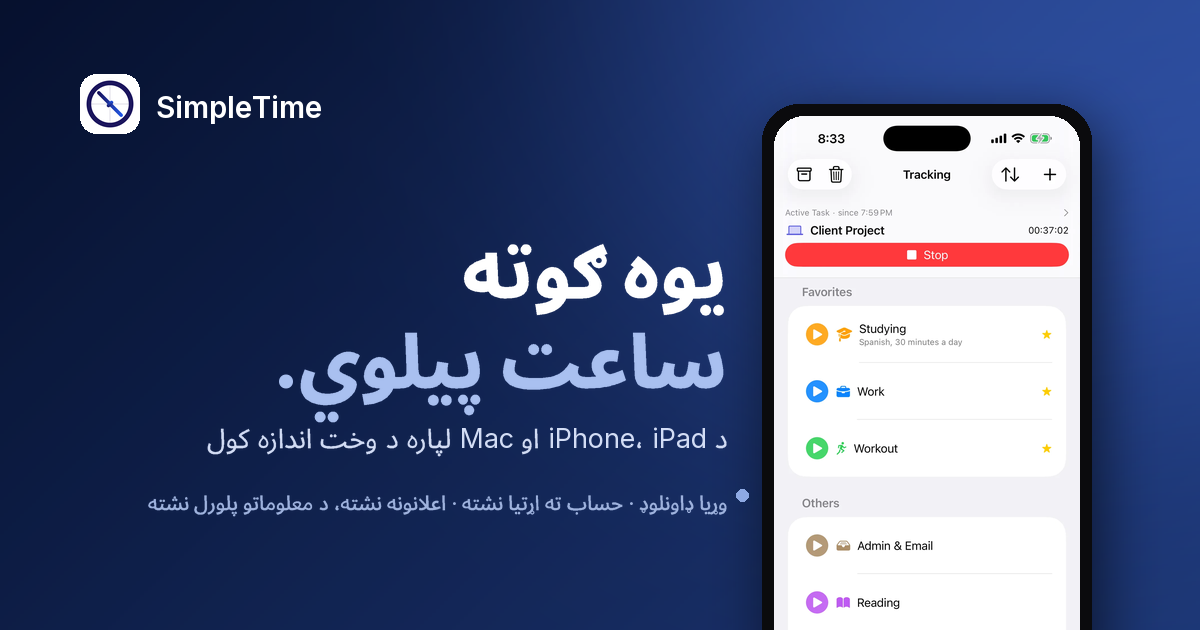 SimpleTime
یوه ګوته
ساعت پیلوي.
د iPhone، iPad او Mac لپاره د وخت اندازه کول
وړیا ډاونلوډ · حساب ته اړتیا نشته · اعلانونه نشته، د معلوماتو پلورل نشته
8:33
Tracking
Active Task · since 7:59 PM
Client Project
00:37:02
Stop
Favorites
Studying
Spanish, 30 minutes a day
Work
Workout
Others
Admin & Email
Reading